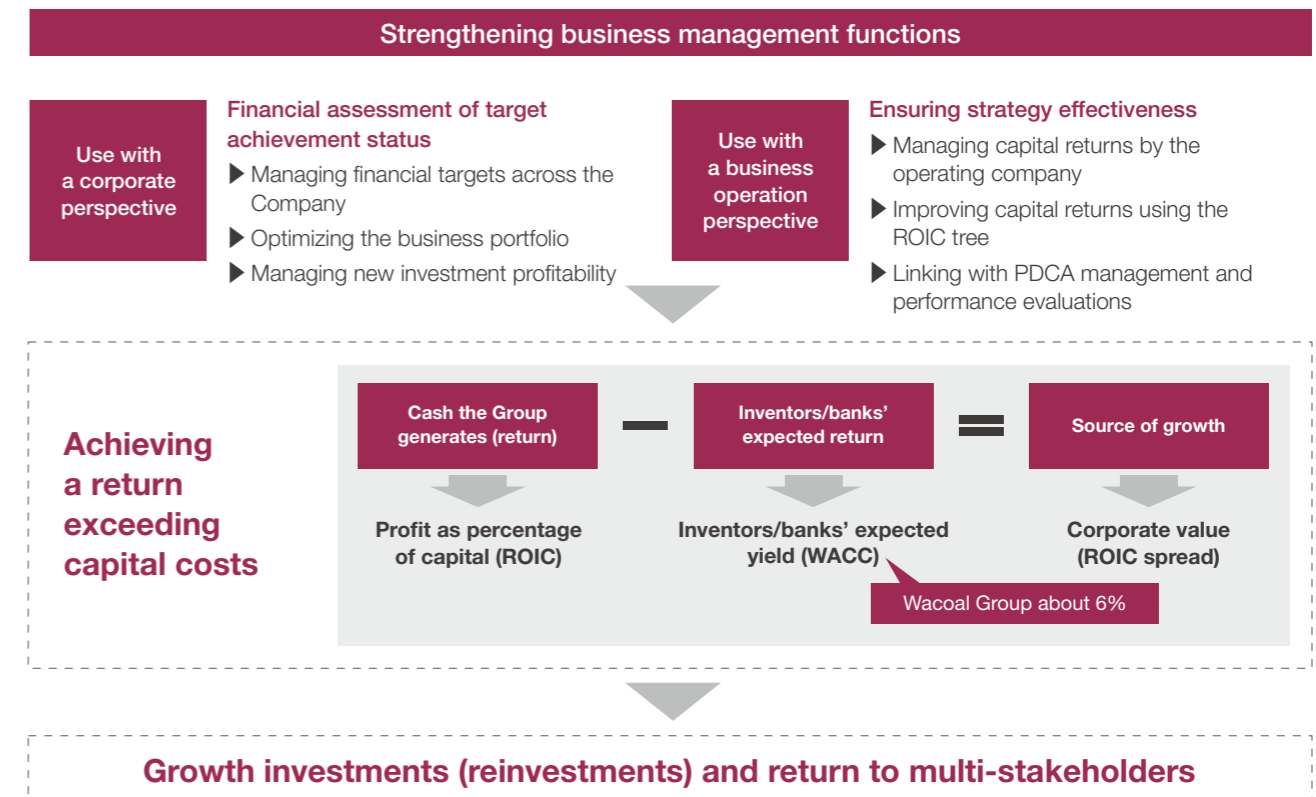 Strengthening business management functions
Use with
a corporate
perspective
Financial assessment of target
achievement status
▶ Managing financial targets across the
Company
▶ Optimizing the business portfolio
▶ Managing new investment profitability
Use with
a business
operation
perspective
Ensuring strategy effectiveness
▶ Managing capital returns by the
operating company
▶ Improving capital returns using the
ROIC tree
▶ Linking with PDCA management and
performance evaluations
Achieving
a return
exceeding
capital costs
Cash the Group
generates (return)
Inventors/banks’
expected return
Source of growth
Profit as percentage
of capital (ROIC)
Inventors/banks’ expected
yield (WACC)
Corporate value
(ROIC spread)
Wacoal Group about 6%
Growth investments (reinvestments) and return to multi-stakeholders